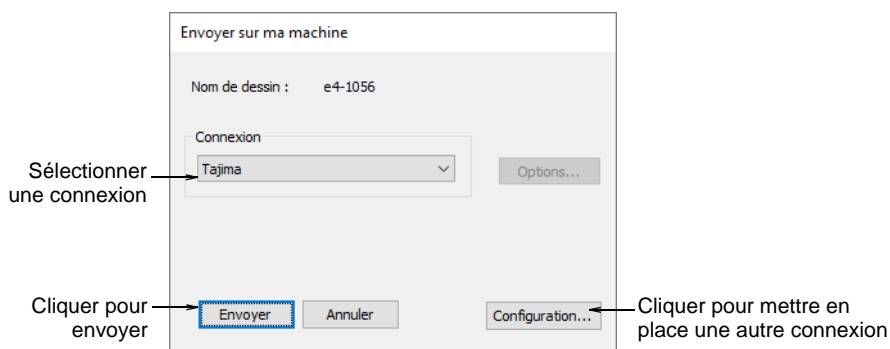 Envoyer sur ma machine
Nom de dessin : e4-1056
Connexion
Sélectionner
une connexion
Tajima
Options...
Cliquer pour
envoyer
Envoyer
Annuler
Configuration...
Cliquer pour mettre en
place une autre connexion